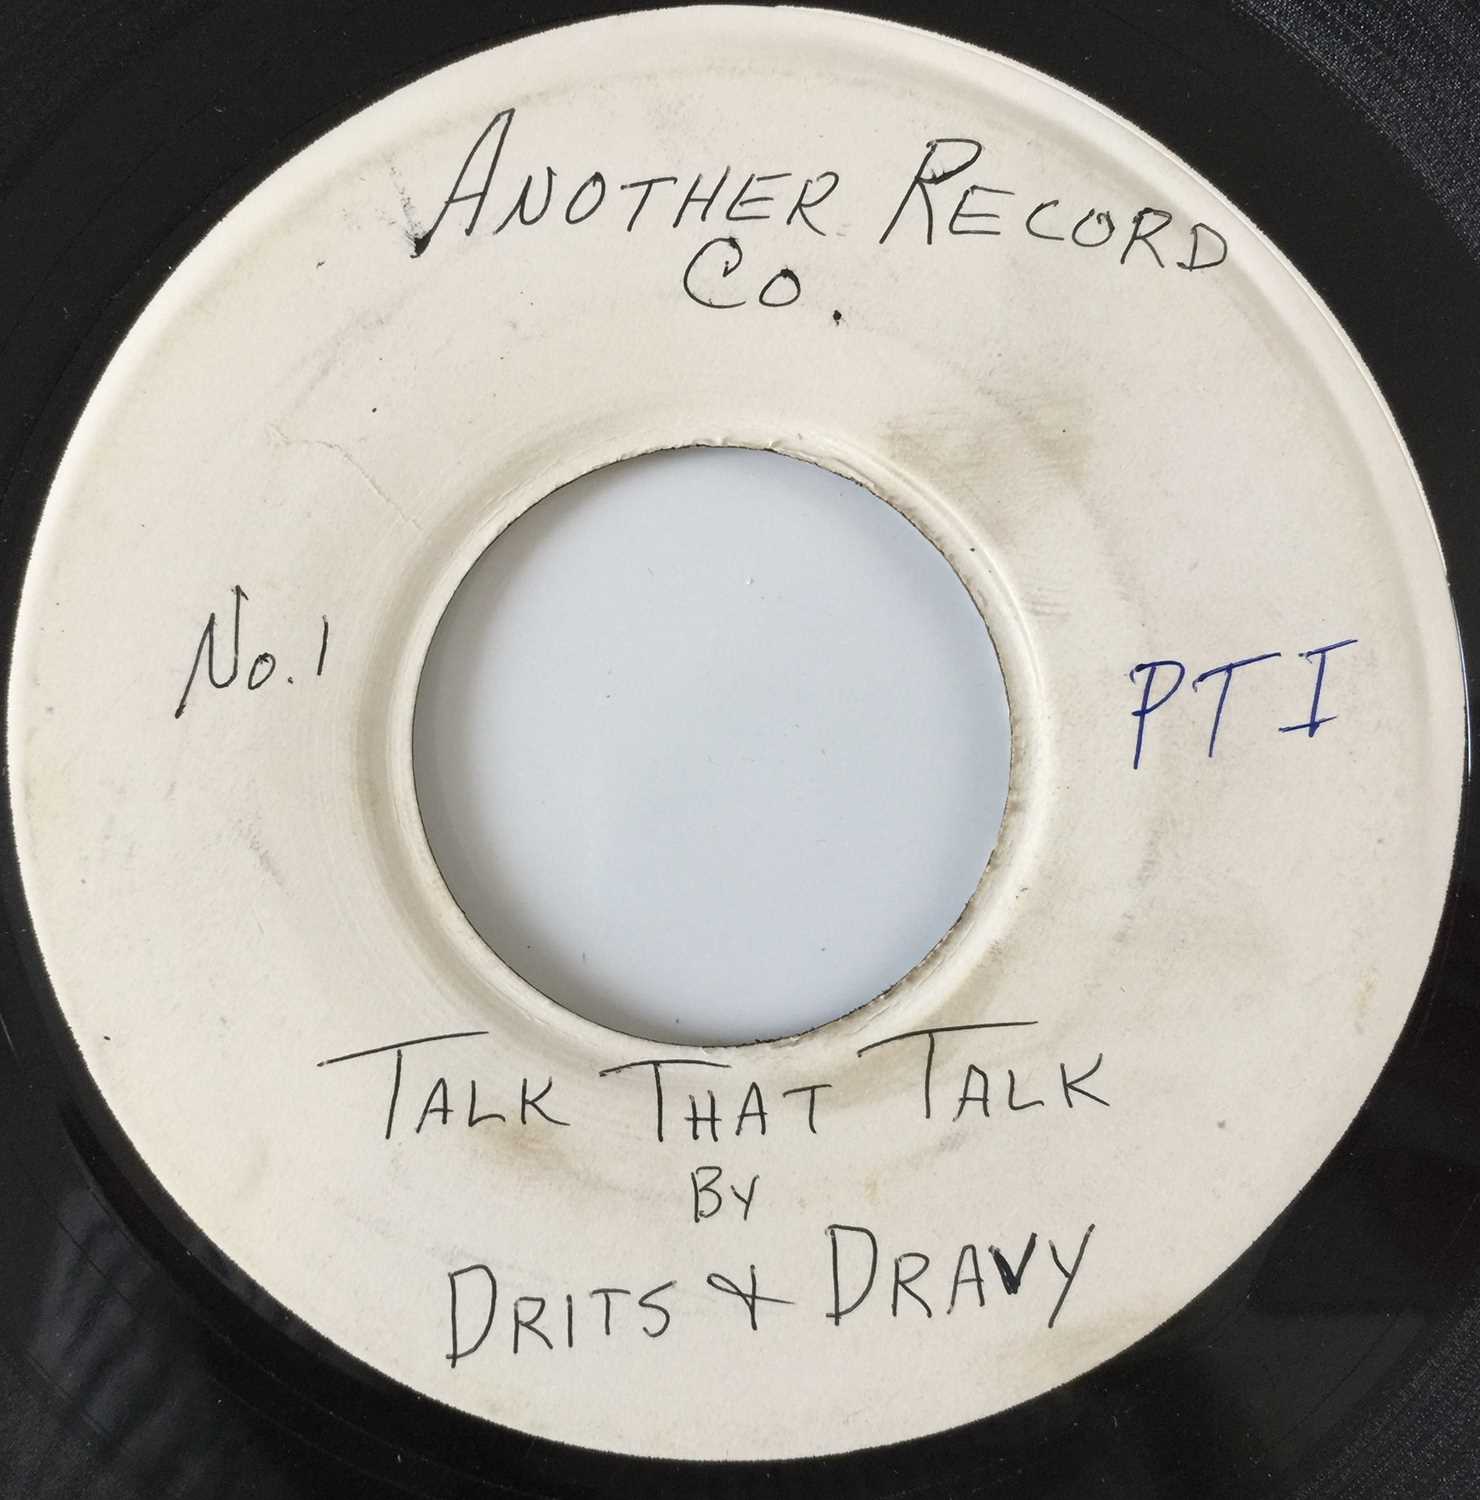 ANOTHER RECORD
CO.
No. 1
PT I
TALK THAT TALK
BY
DRITS & DRAVY